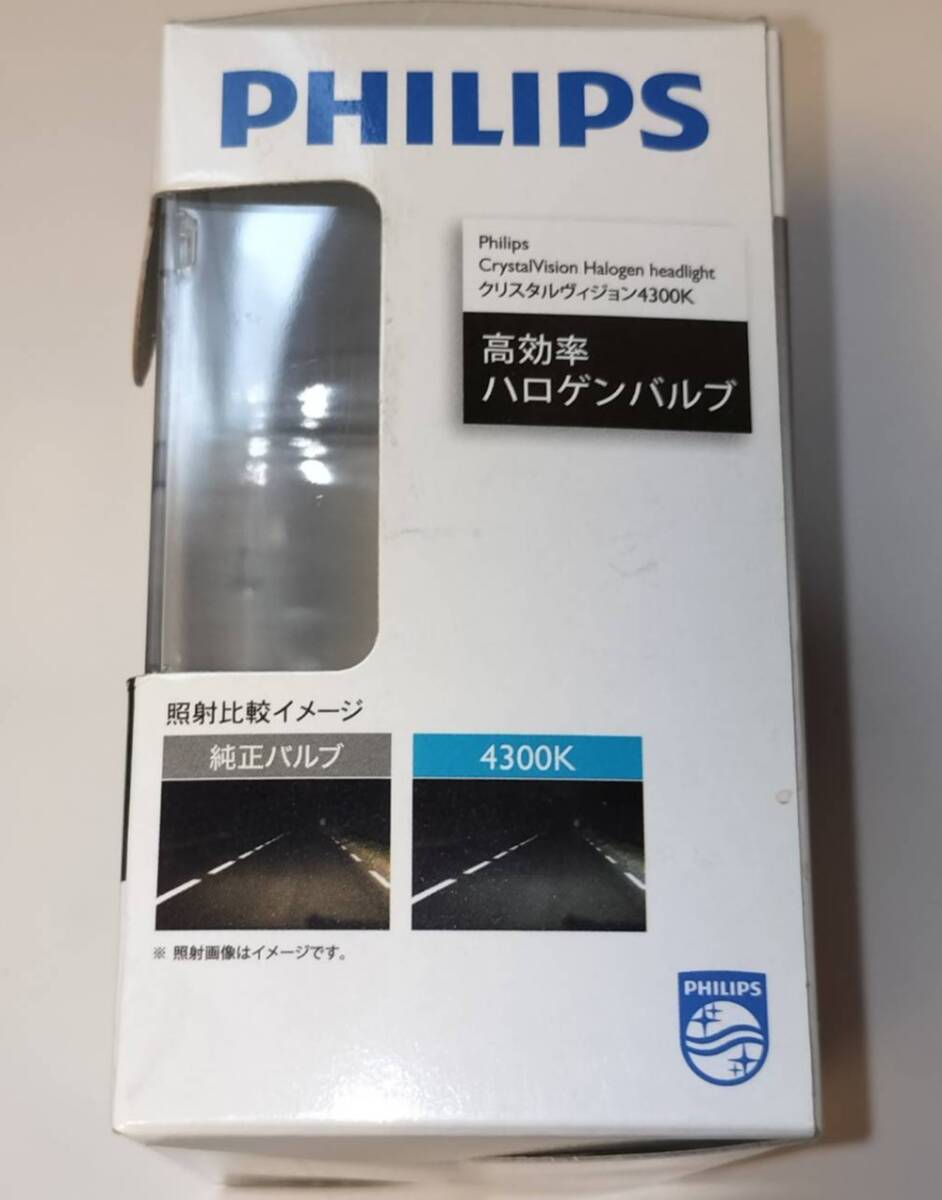 PHILIPS
Philips
CrystalVision Halogen headlight
クリスタルヴィジョン4300K
高効率
ハロゲンバルブ
照射比較イメージ
純正バルブ
4300K
※ 照射画像はイメージです。
PHILIPS